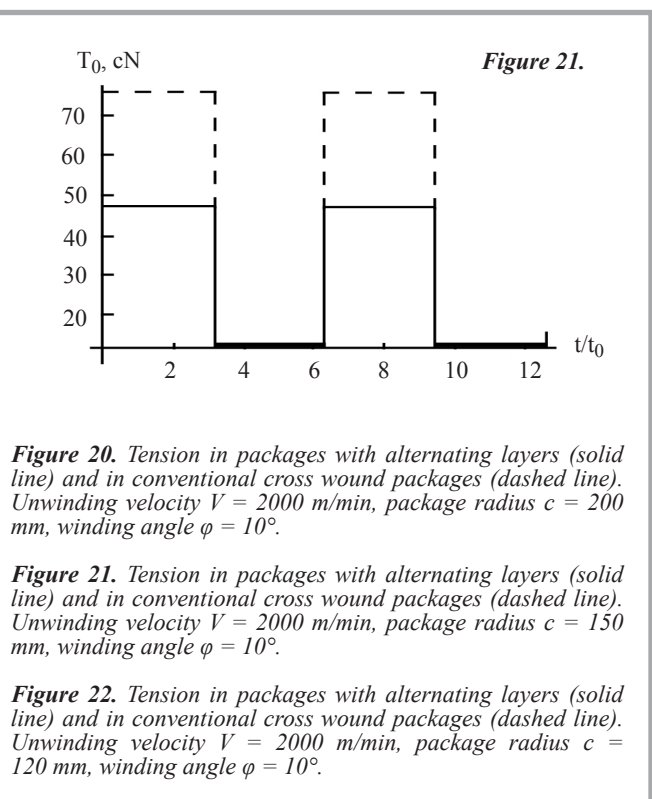 T₀, cN
Figure 21.
70
60
50
40
30
20
2 4 6 8 10 12
t/t₀
Figure 20. Tension in packages with alternating layers (solid
line) and in conventional cross wound packages (dashed line).
Unwinding velocity V = 2000 m/min, package radius c = 200
mm, winding angle φ = 10°.
Figure 21. Tension in packages with alternating layers (solid
line) and in conventional cross wound packages (dashed line).
Unwinding velocity V = 2000 m/min, package radius c = 150
mm, winding angle φ = 10°.
Figure 22. Tension in packages with alternating layers (solid
line) and in conventional cross wound packages (dashed line).
Unwinding velocity V = 2000 m/min, package radius c =
120 mm, winding angle φ = 10°.